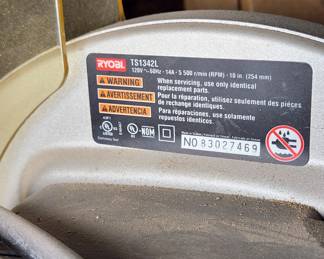 RYOBI TS1342L
120V~60Hz · 14A · 5 500 r/min (RPM) · 10 in (254 mm)
WARNING When servicing, use only identical replacement parts.
AVERTISSEMENT Pour la réparation, utilisez seulement des pièces de rechange identiques.
ADVERTENCIA Para reparaciones, use solamente repuestos identicos.
UL
NOM
NO 83027469